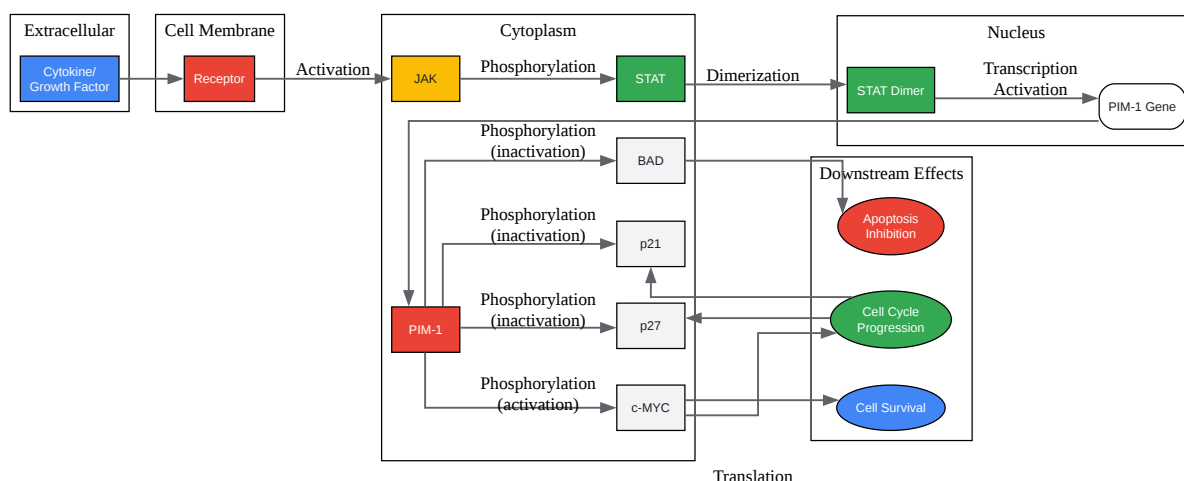 Extracellular
Cytokine/
Growth Factor
Cell Membrane
Receptor
Activation
Cytoplasm
JAK
Phosphorylation
STAT
Dimerization
Nucleus
STAT Dimer
Transcription
Activation
PIM-1 Gene
Phosphorylation
(inactivation)
BAD
Downstream Effects
Apoptosis
Inhibition
Phosphorylation
(inactivation)
p21
PIM-1
Phosphorylation
(inactivation)
p27
Cell Cycle
Progression
Phosphorylation
(activation)
c-MYC
Cell Survival
Translation